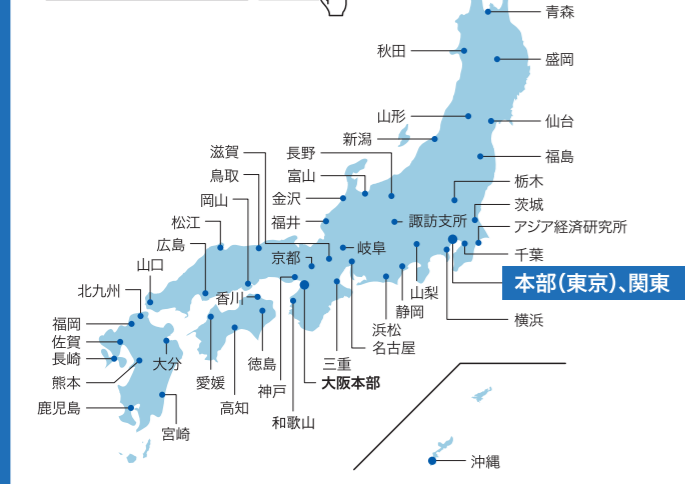 青森
秋田
盛岡
山形
仙台
新潟
滋賀
長野
福島
鳥取
富山
栃木
岡山
金沢
茨城
松江
福井
諏訪支所
アジア経済研究所
広島
京都
岐阜
千葉
山口
本部(東京)、関東
北九州
香川
山梨
静岡
横浜
福岡
浜松
佐賀
名古屋
長崎
大分
徳島
三重
熊本
愛媛
神戸
大阪本部
鹿児島
高知
和歌山
宮崎
沖縄